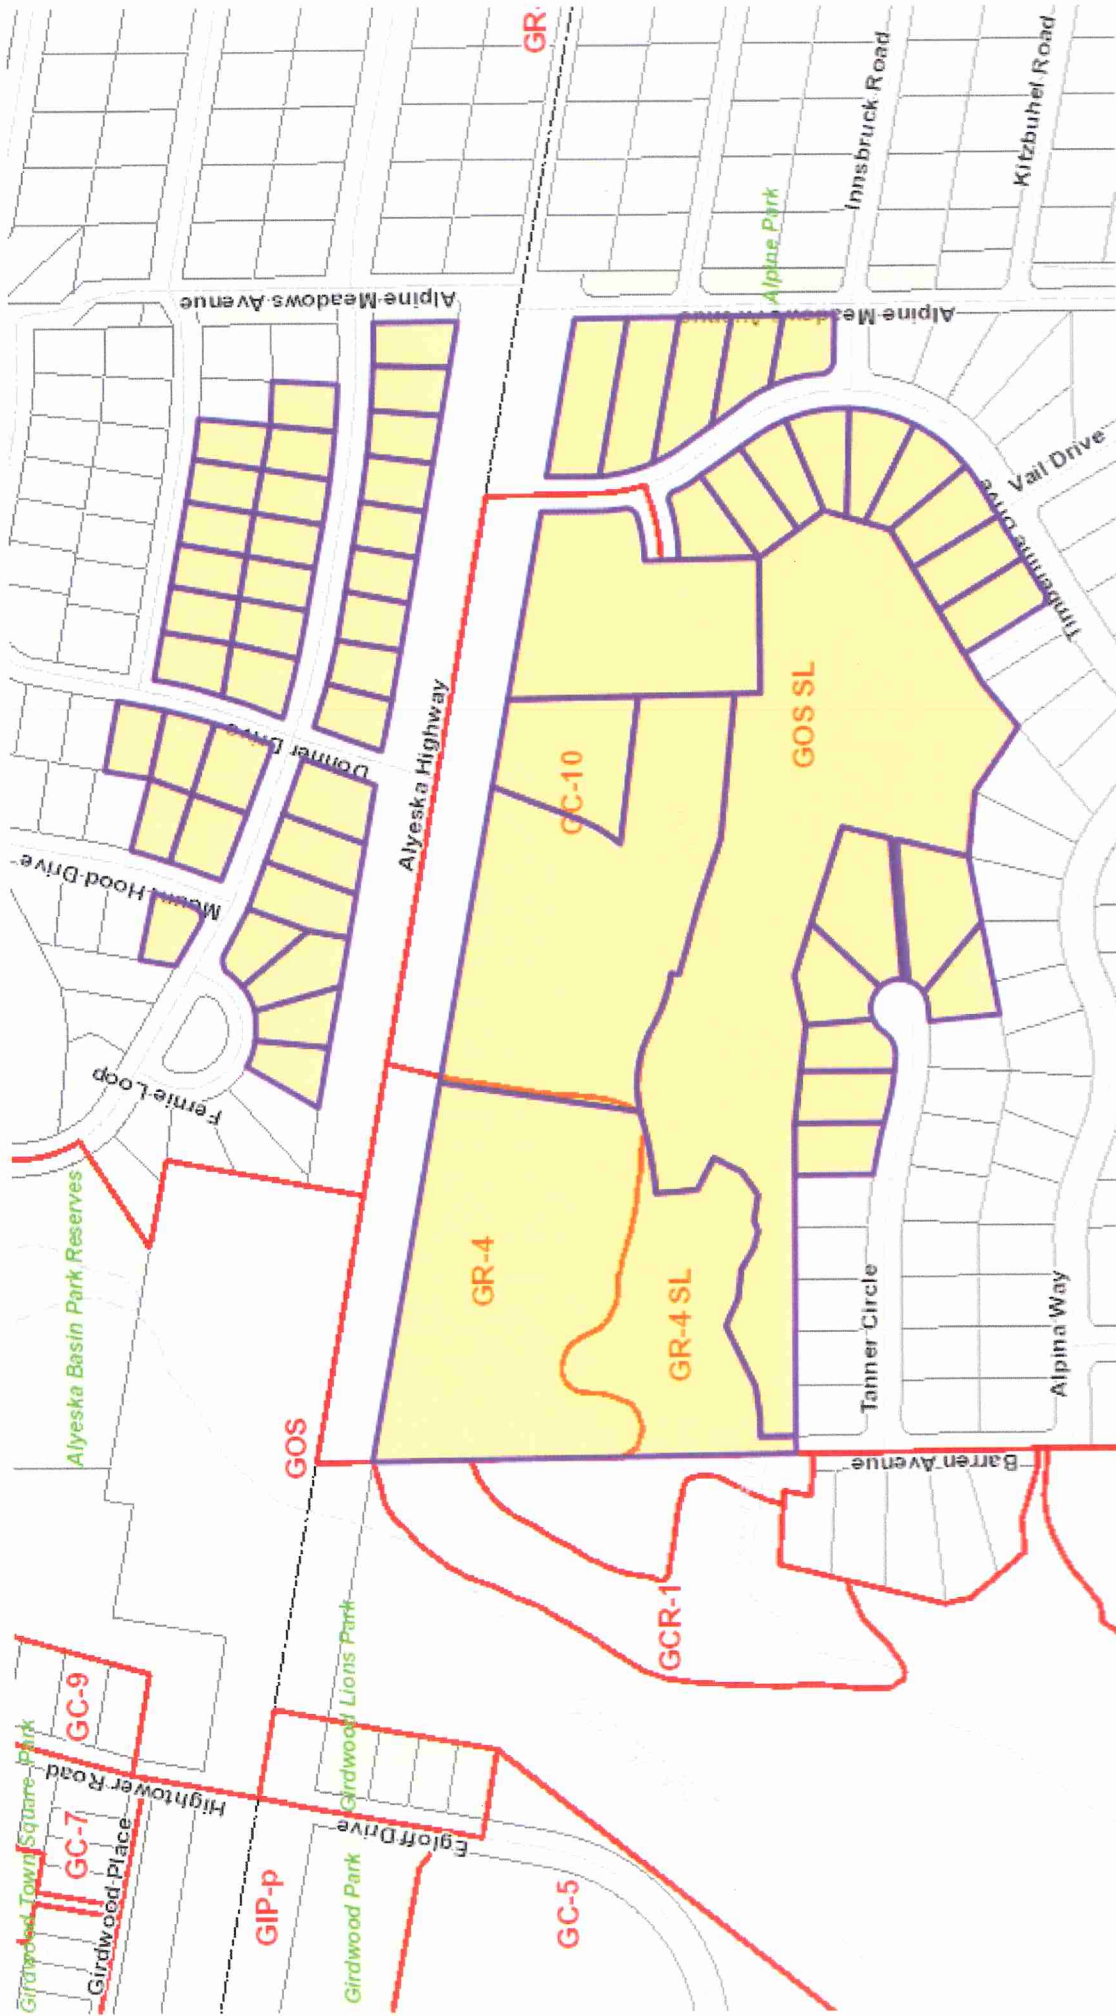 GR-
Innsbruck Road
Kitzbuhel Road
Alpine Park
Alpine Meadows Avenue
Alpine Meadows Avenue
Vail Drive
Timberline Drive
Donner Drive
Alyeska Highway
GC-10
GOS SL
Mount Hood Drive
Fernie Loop
Alyeska Basin Park Reserves
GR-4
GR-4 SL
Tanner Circle
Alpina Way
GOS
Barren Avenue
GCR-1
Girdwood Lions Park
GC-9
Hightower Road
Girdwood Town Square Park
GC-7
Girdwood Place
Egloff Drive
GIP-p
Girdwood Park
GC-5